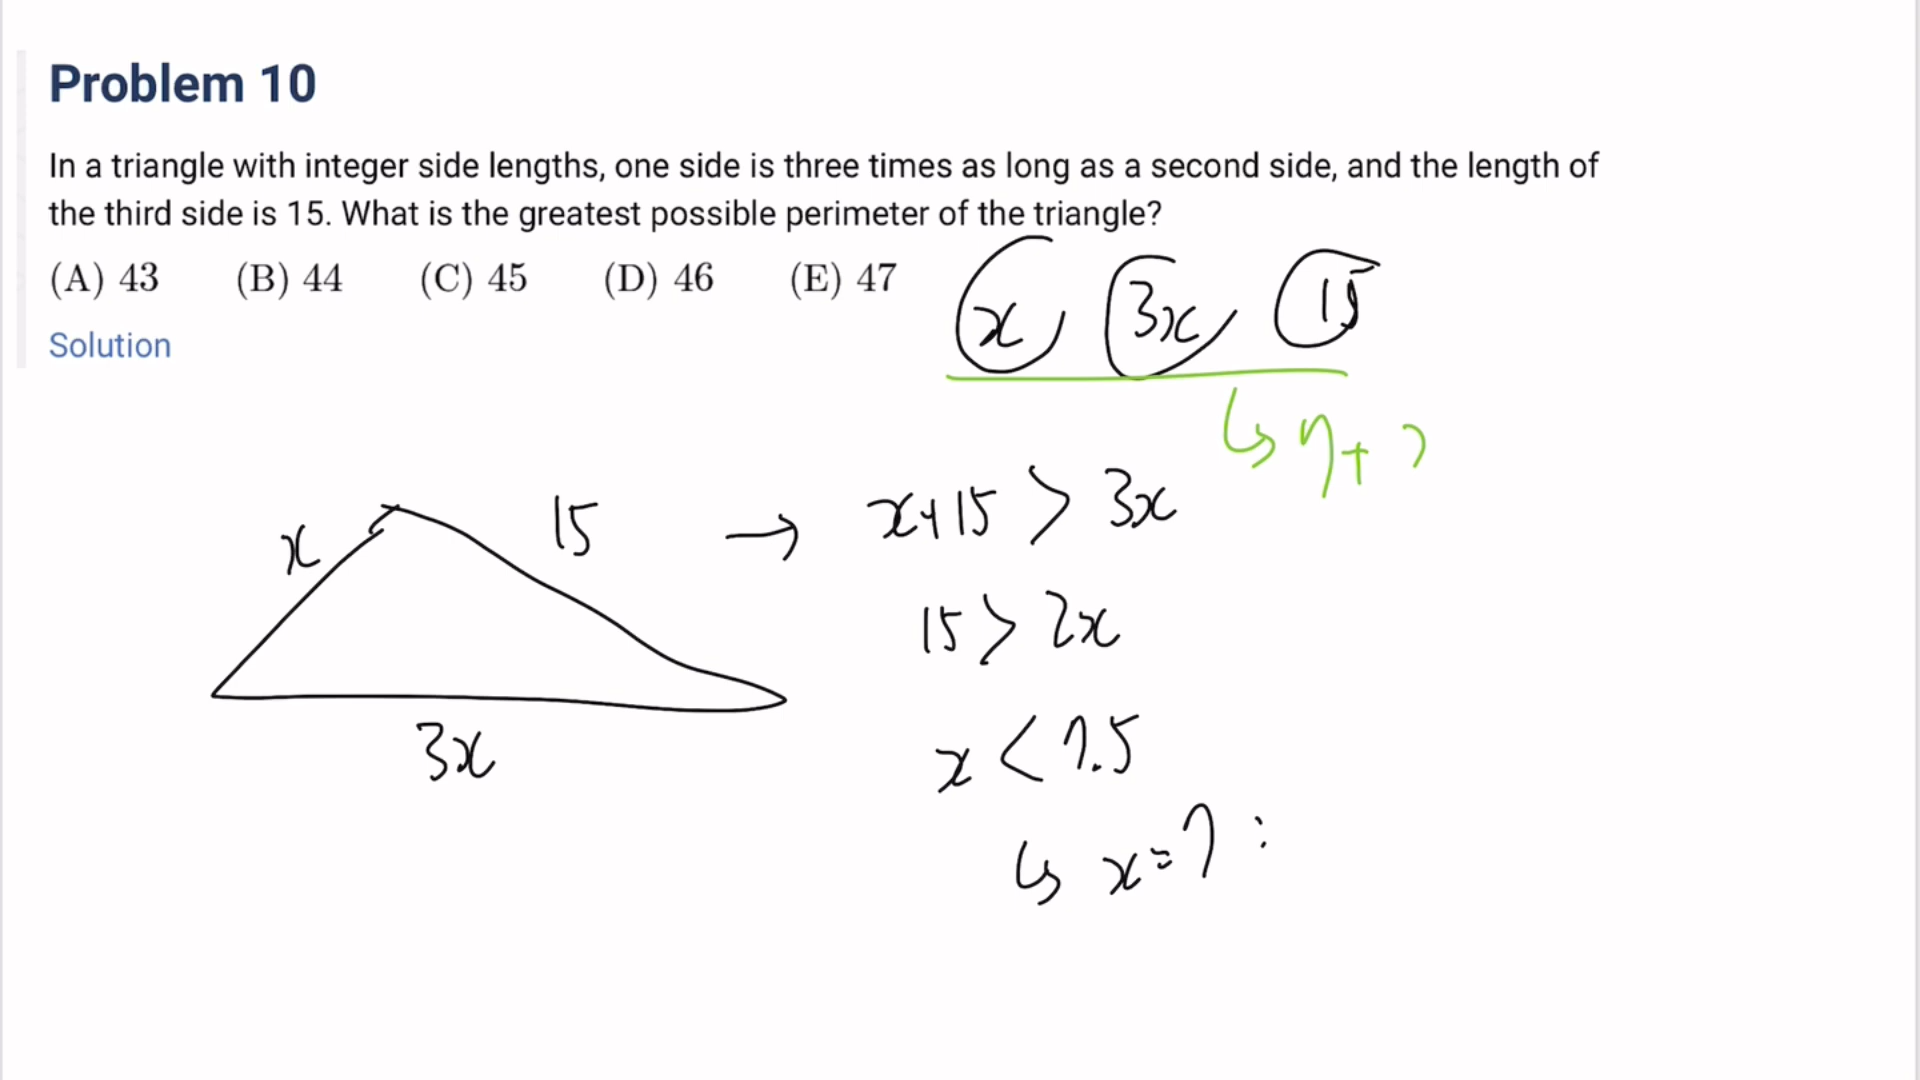 Problem 10
In a triangle with integer side lengths, one side is three times as long as a second side, and the length of
the third side is 15. What is the greatest possible perimeter of the triangle?
(A) 43 (B) 44 (C) 45 (D) 46 (E) 47
x, 3x, 15
Solution
7+
x 15 → x+15 > 3x
15 > 2x
3x x < 7.5
↳ x=7 :